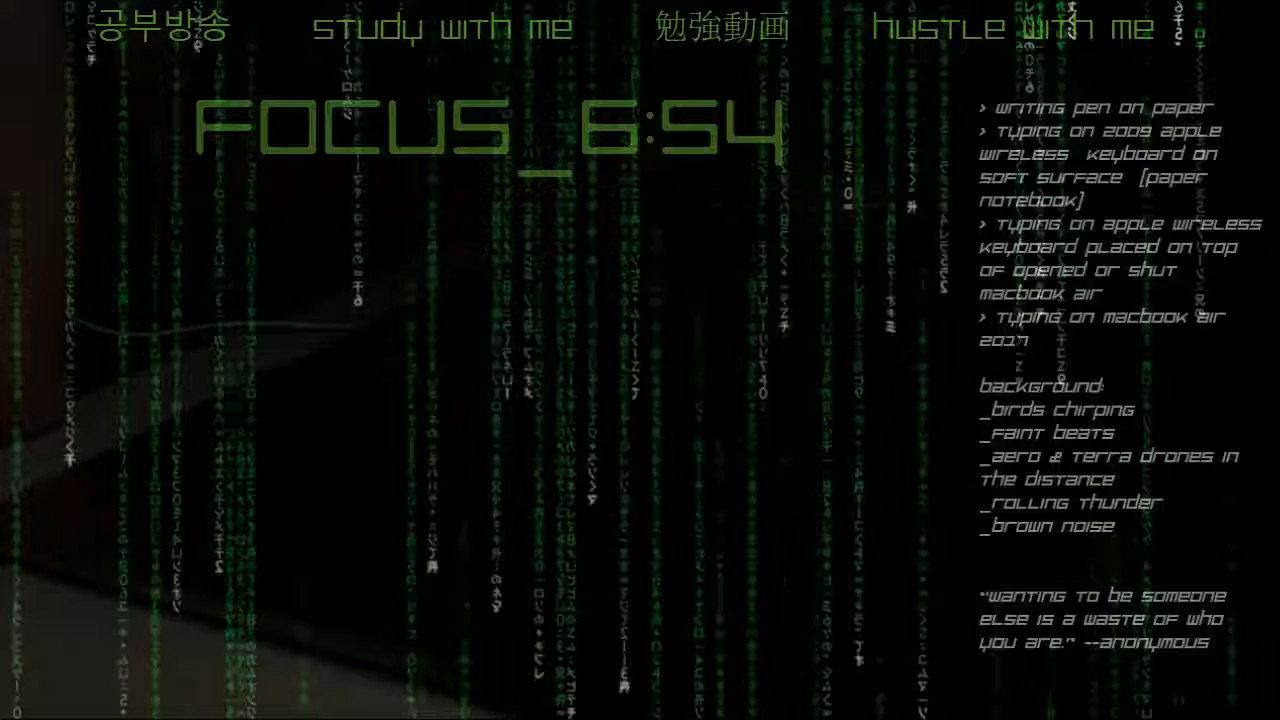 공부방송 study with me 勉強動画 hustle with me
FOCUS_6:54
> writing pen on paper
> typing on 2009 apple
wireless keyboard on
soft surface [paper
notebook]
> typing on apple wireless
keyboard placed on top
of opened or shut
macbook air
> typing on macbook air
2017
background:
_birds chirping
_faint beats
_aero & terra drones in
the distance
_rolling thunder
_brown noise
"wanting to be someone
else is a waste of who
you are." --anonymous